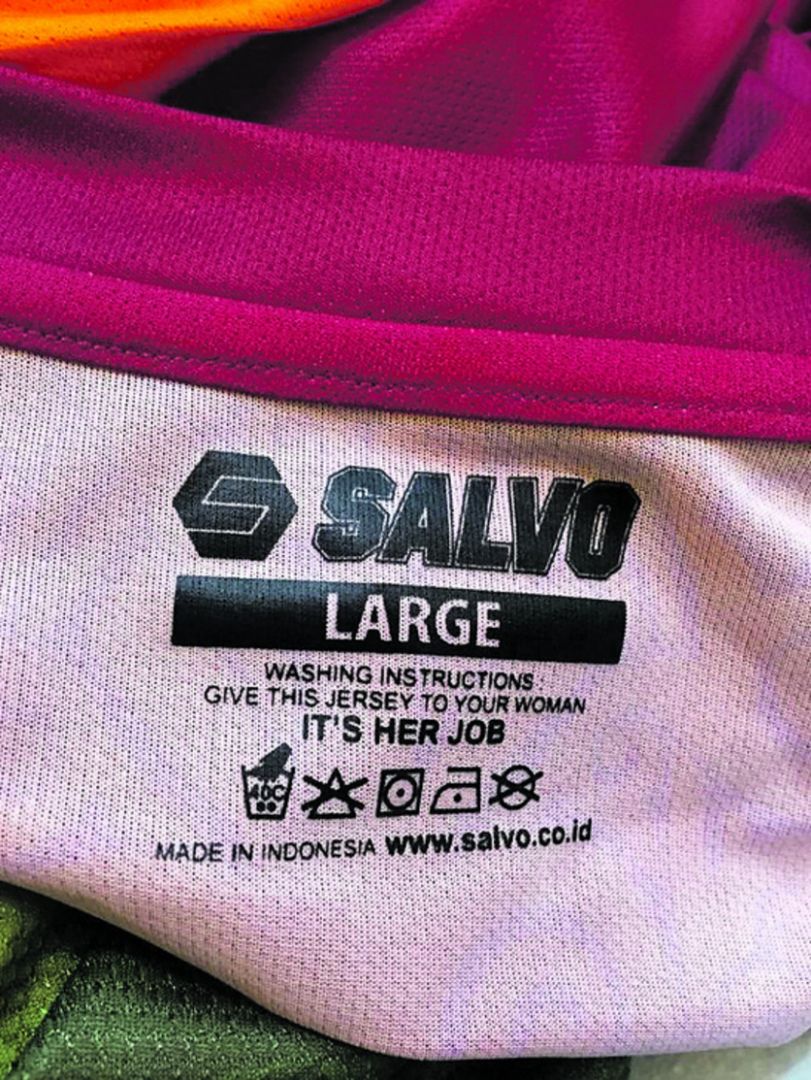 SALVO
LARGE
WASHING INSTRUCTIONS
GIVE THIS JERSEY TO YOUR WOMAN
IT'S HER JOB
40C
MADE IN INDONESIA www.salvo.co.id